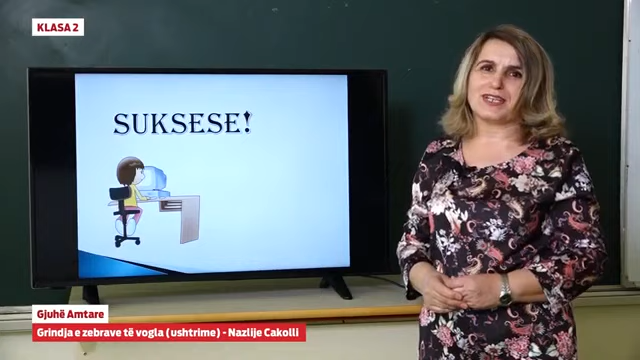 KLASA 2
SUKSESE!
Gjuhë Amtare
Grindja e zebrave të vogla ( ushtrime) - Nazlije Cakolli